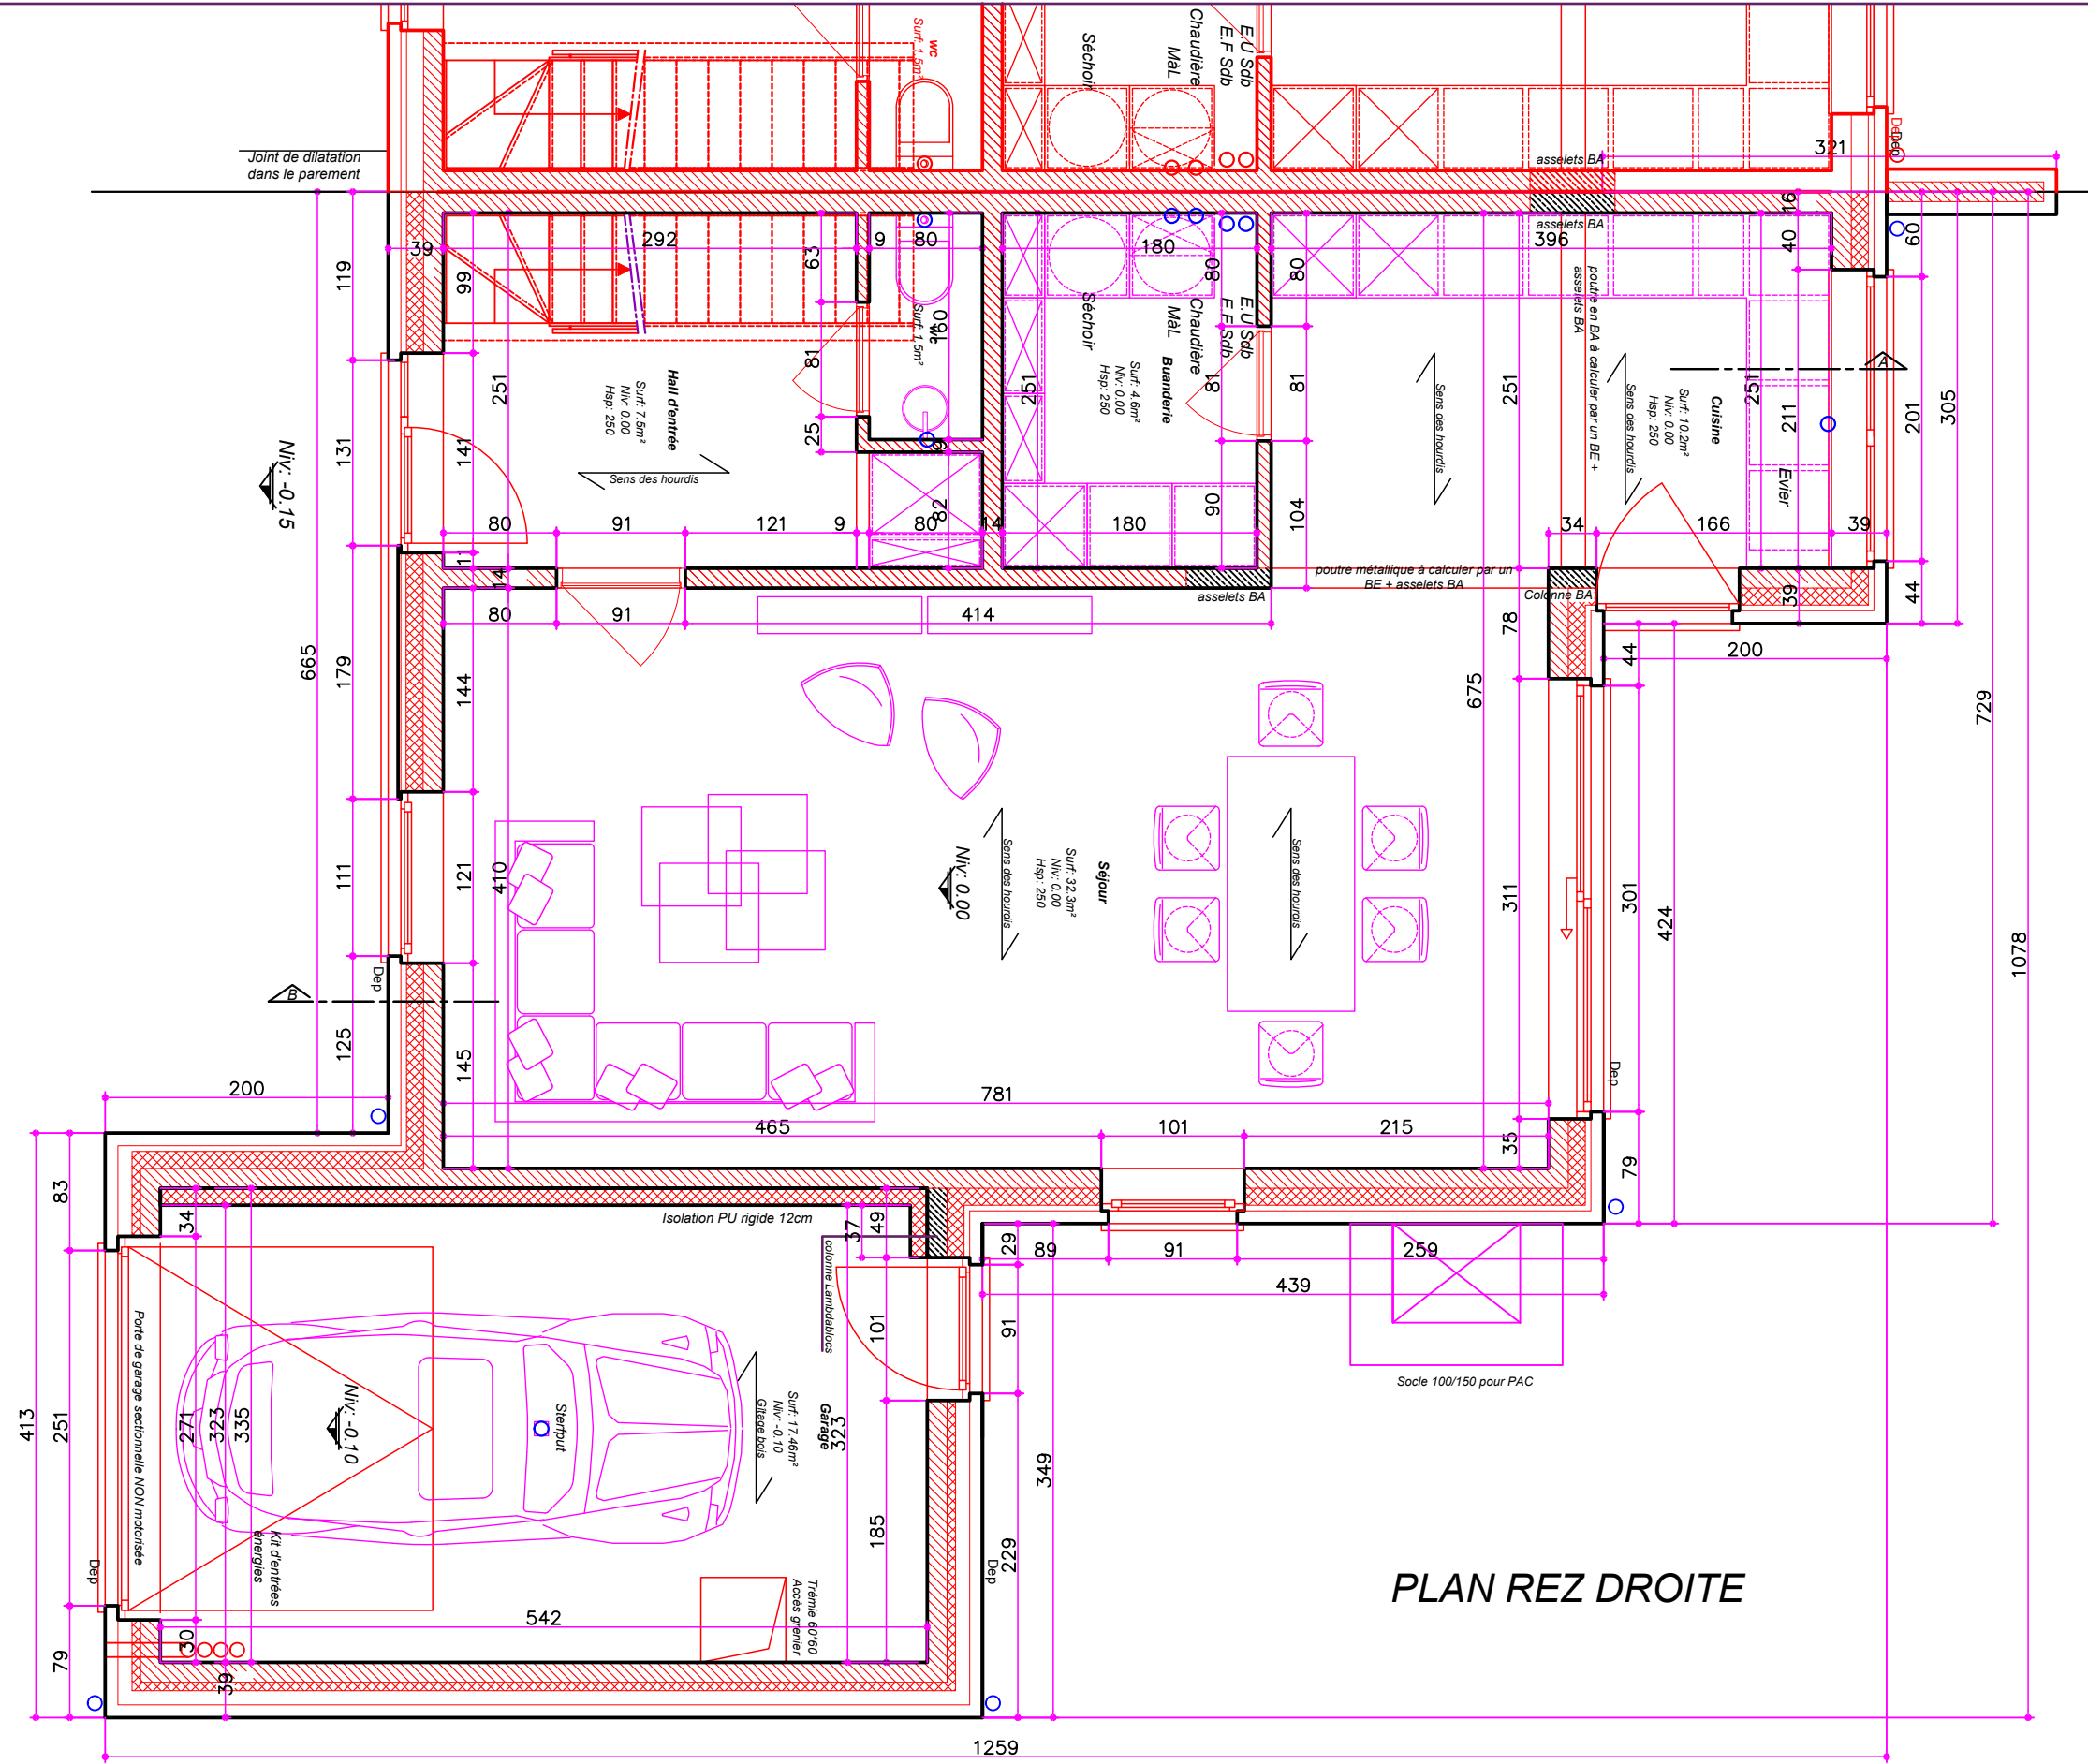 wc
Surf: 1.5m²
Séchoir
Chaudière
MàL
E.U Sdb
E.F Sdb
Dep
Joint de dilatation
dans le parement
asselets BA
321
asselets BA
39
292
9
80
180
396
16
40
60
119
99
63
80
80
wc
Surf: 1.5m²
160
Séchoir
Chaudière
MàL
E.U Sdb
E.F Sdb
poutre en BA à calculer par un BE +
asselets BA
A
251
81
251
81
81
251
251
211
201
305
Hall d'entrée
Surf: 7.5m²
Niv: 0.00
Hsp: 250
Buanderie
Surf: 4.6m²
Niv: 0.00
Hsp: 250
Sens des hourdis
Sens des hourdis
Cuisine
Surf: 10.2m²
Niv: 0.00
Hsp: 250
Evier
Niv: -0.15
131
141
25
9
Sens des hourdis
82
90
104
80
91
121
9
80
14
180
34
166
39
11
14
poutre métallique à calculer par un
BE + asselets BA
asselets BA
Colonne BA
39
44
80
91
414
78
665
179
144
675
44
200
729
111
121
410
Niv: 0.00
Sens des hourdis
Séjour
Surf: 32.3m²
Niv: 0.00
Hsp: 250
Sens des hourdis
311
301
424
1078
Dep
B
125
145
Dep
200
781
465
101
215
35
79
83
34
Isolation PU rigide 12cm
37
49
29
89
91
259
439
colonne Lambdablocs
Porte de garage sectionnelle NON motorisée
101
91
Socle 100/150 pour PAC
413
251
271
323
335
Niv: -0.10
Sterfput
Garage
Surf: 17.46m²
Niv: -0.10
Gîtage bois
323
349
185
229
Kit d'entrées
énergies
Dep
Dep
Trémie 60*60
Accès grenier
PLAN REZ DROITE
542
79
30
39
1259